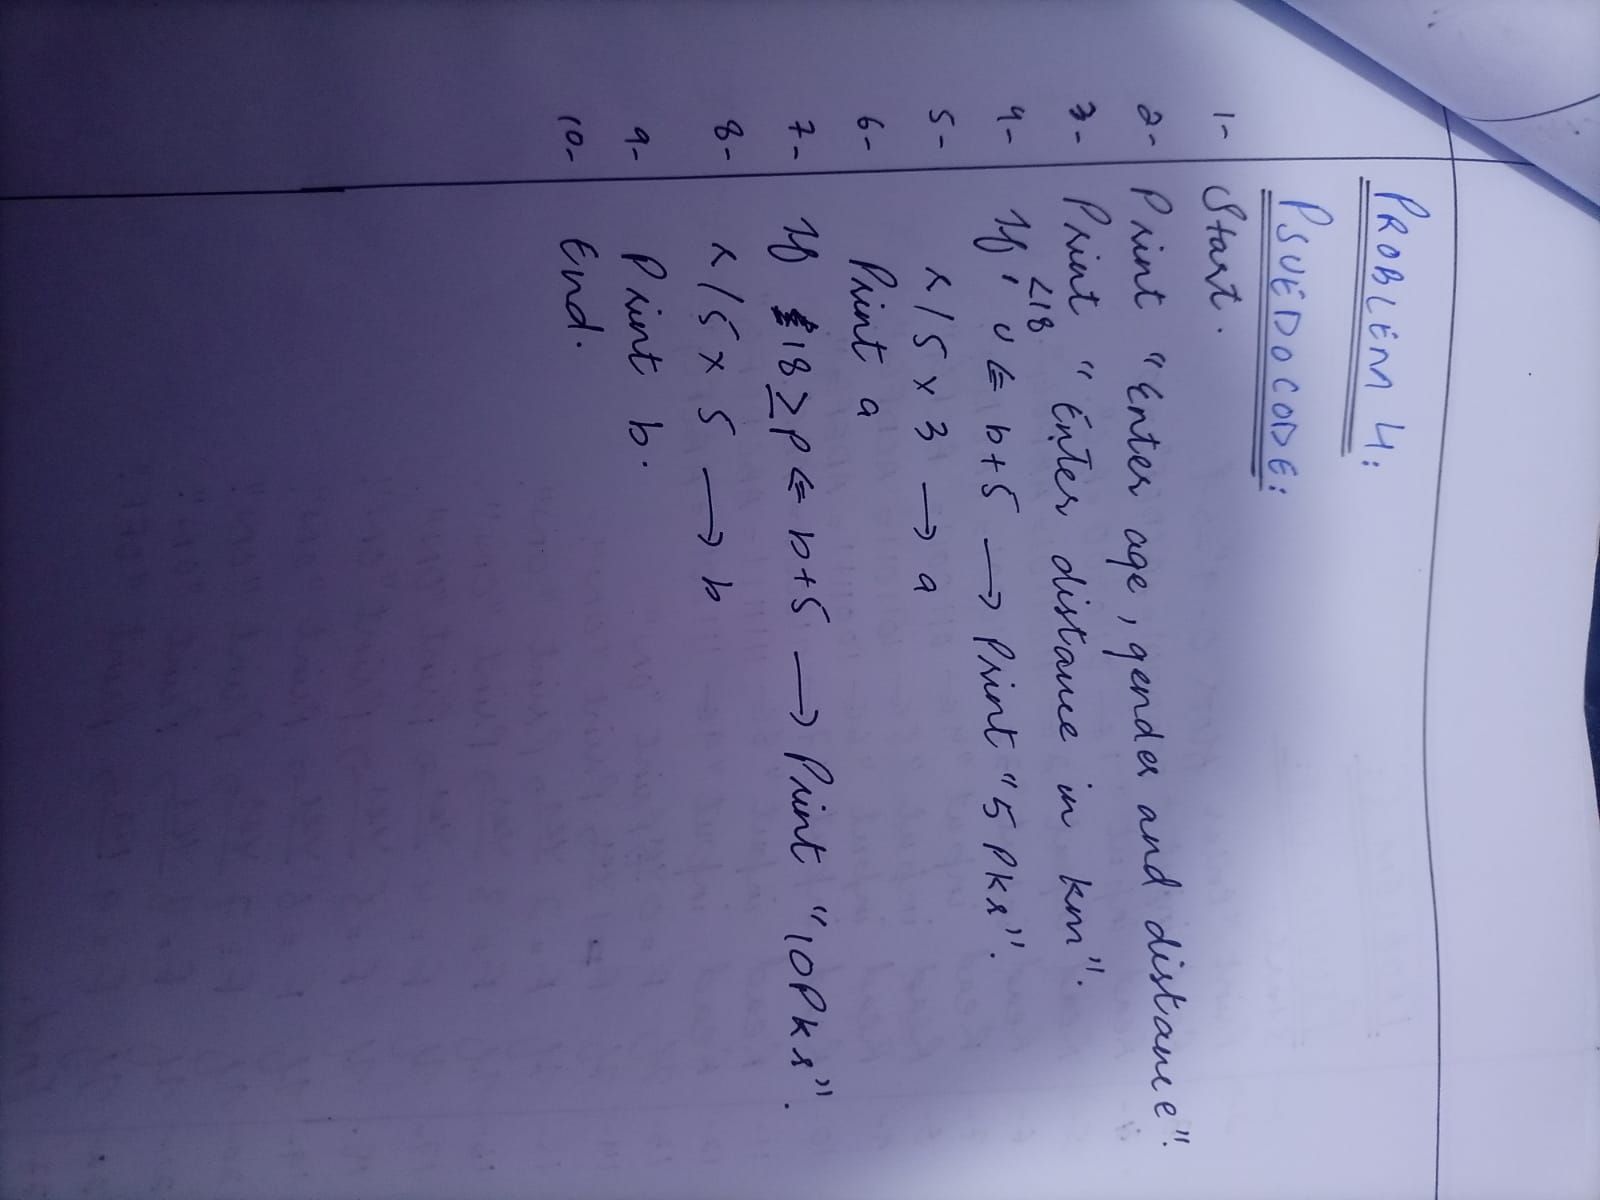 PROBLEM 4:
PSUEDOCODE:
1- Start.
2- Print "Enter age, gender and distance".
3- Print "Enter distance in km".
<18
4- If, υ ⇐ b+5 → Print "5 Pkr".
5- x/5 x 3 → a
6- Print a
7- If 18 ≥ p ⇐ b+5 → Print "10Pkr".
8- x/5 x 5 → b
9- Print b.
10- End.